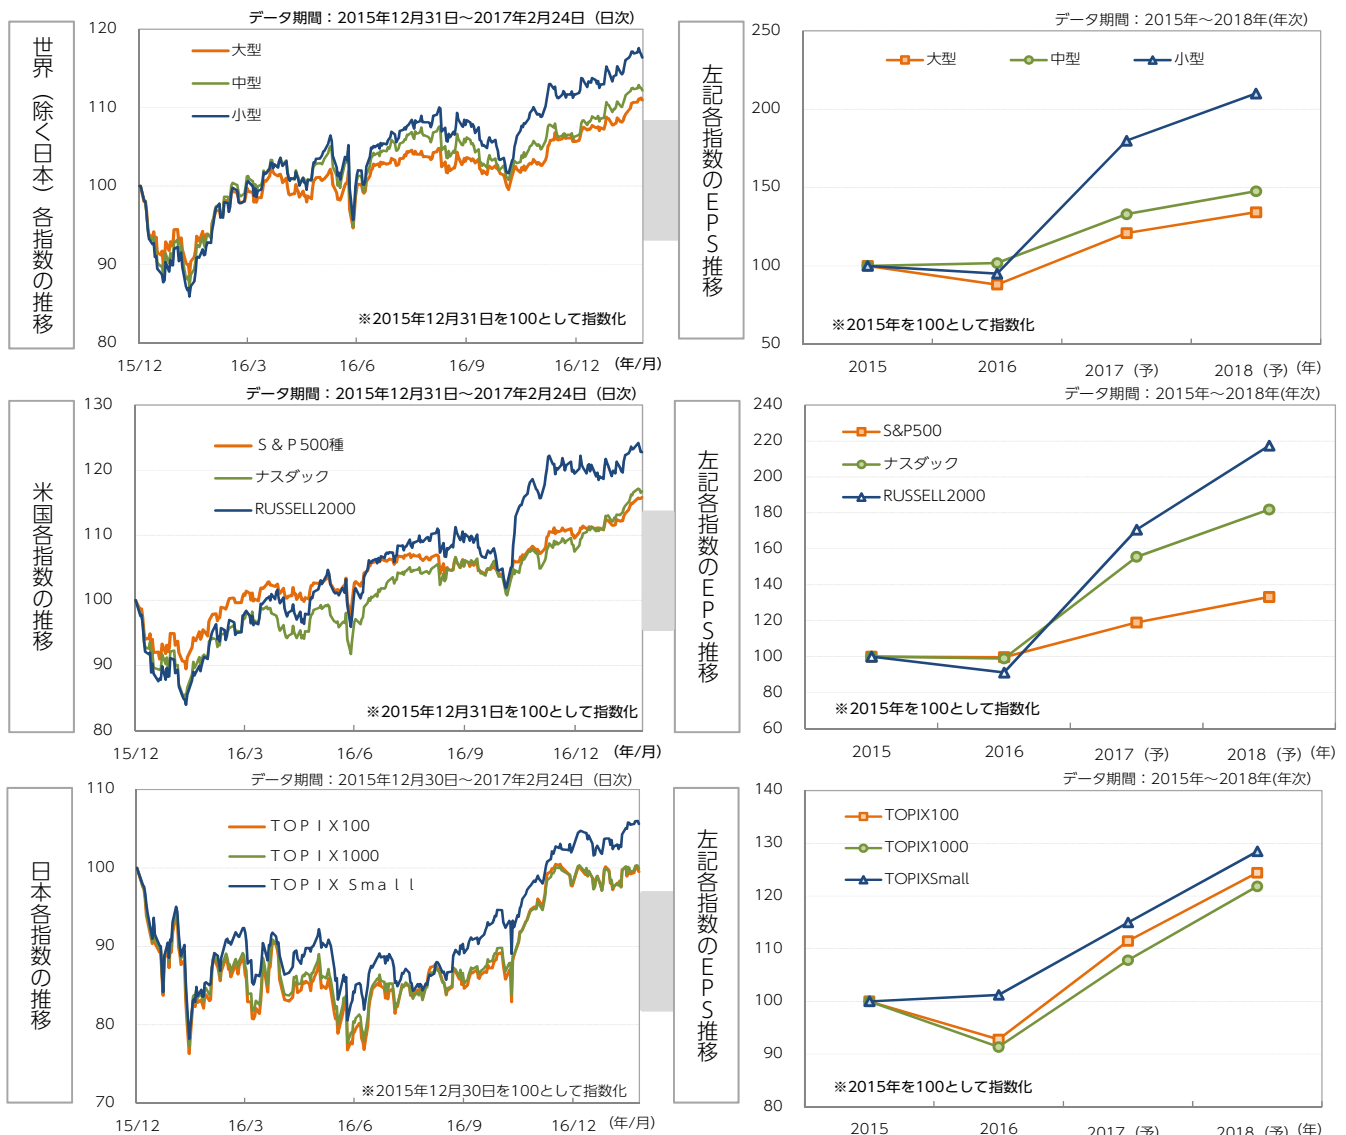 世界（除く日本）各指数の推移
データ期間：2015年12月31日～2017年2月24日（日次）
120
110
100
90
80
大型
中型
小型
※2015年12月31日を100として指数化
15/12 16/3 16/6 16/9 16/12 (年/月)
左記各指数のEPS推移
データ期間：2015年～2018年(年次)
250
200
150
100
50
大型 中型 小型
※2015年を100として指数化
2015 2016 2017（予） 2018（予） (年)
米国各指数の推移
データ期間：2015年12月31日～2017年2月24日（日次）
130
120
110
100
90
80
Ｓ＆Ｐ500種
ナスダック
RUSSELL2000
※2015年12月31日を100として指数化
15/12 16/3 16/6 16/9 16/12 (年/月)
左記各指数のEPS推移
データ期間：2015年～2018年(年次)
240
220
200
180
160
140
120
100
80
60
S&P500
ナスダック
RUSSELL2000
※2015年を100として指数化
2015 2016 2017（予） 2018（予） (年)
日本各指数の推移
データ期間：2015年12月30日～2017年2月24日（日次）
110
100
90
80
70
ＴＯＰＩＸ100
ＴＯＰＩＸ1000
ＴＯＰＩＸ Ｓｍａｌｌ
※2015年12月30日を100として指数化
15/12 16/3 16/6 16/9 16/12 (年/月)
左記各指数のEPS推移
データ期間：2015年～2018年(年次)
140
130
120
110
100
90
80
TOPIX100
TOPIX1000
TOPIXSmall
※2015年を100として指数化
2015 2016 2017（予） 2018（予） (年)